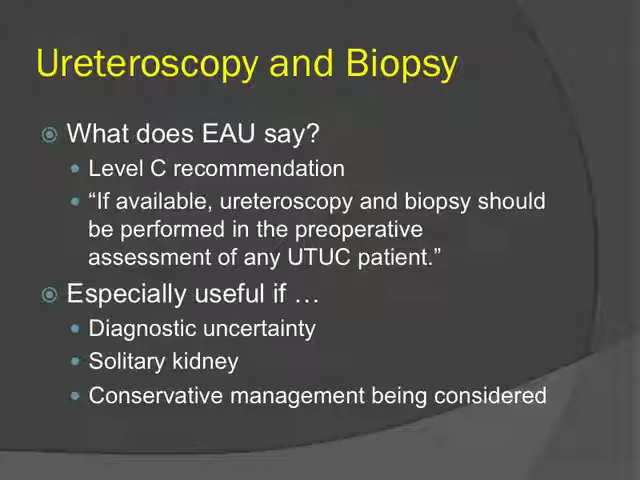 Ureteroscopy and Biopsy
What does EAU say?
Level C recommendation
“If available, ureteroscopy and biopsy should
be performed in the preoperative
assessment of any UTUC patient.”
Especially useful if …
Diagnostic uncertainty
Solitary kidney
Conservative management being considered